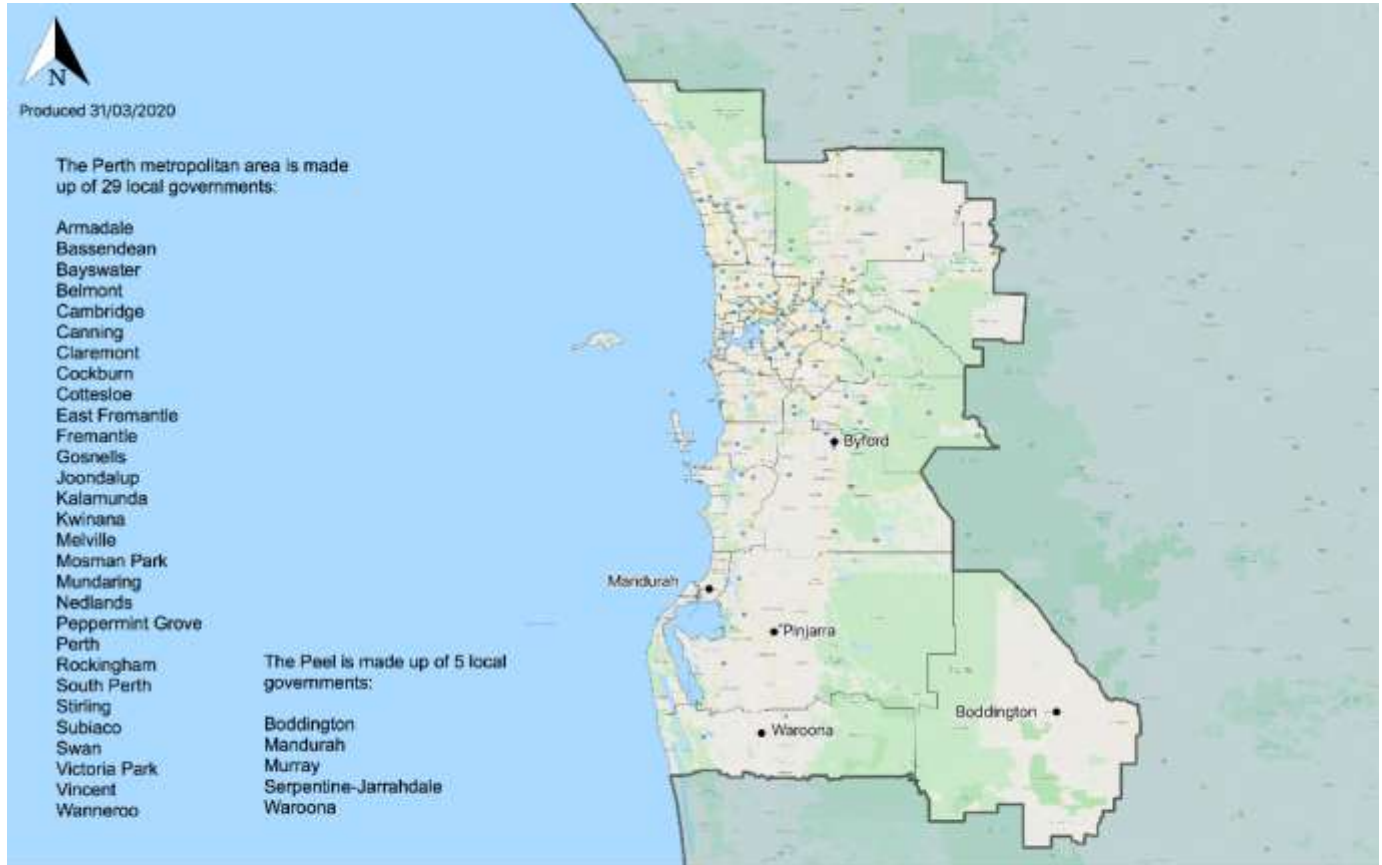 N
Produced 31/03/2020
The Perth metropolitan area is made
up of 29 local governments:
Armadale
Bassendean
Bayswater
Belmont
Cambridge
Canning
Claremont
Cockburn
Cottesloe
East Fremantle
Fremantle
Gosnells
Joondalup
Kalamunda
Kwinana
Melville
Mosman Park
Mundaring
Nedlands
Peppermint Grove
Perth
Rockingham
South Perth
Stirling
Subiaco
Swan
Victoria Park
Vincent
Wanneroo
The Peel is made up of 5 local
governments:
Boddington
Mandurah
Murray
Serpentine-Jarrahdale
Waroona
Byford
Mandurah
Pinjarra
Boddington
Waroona